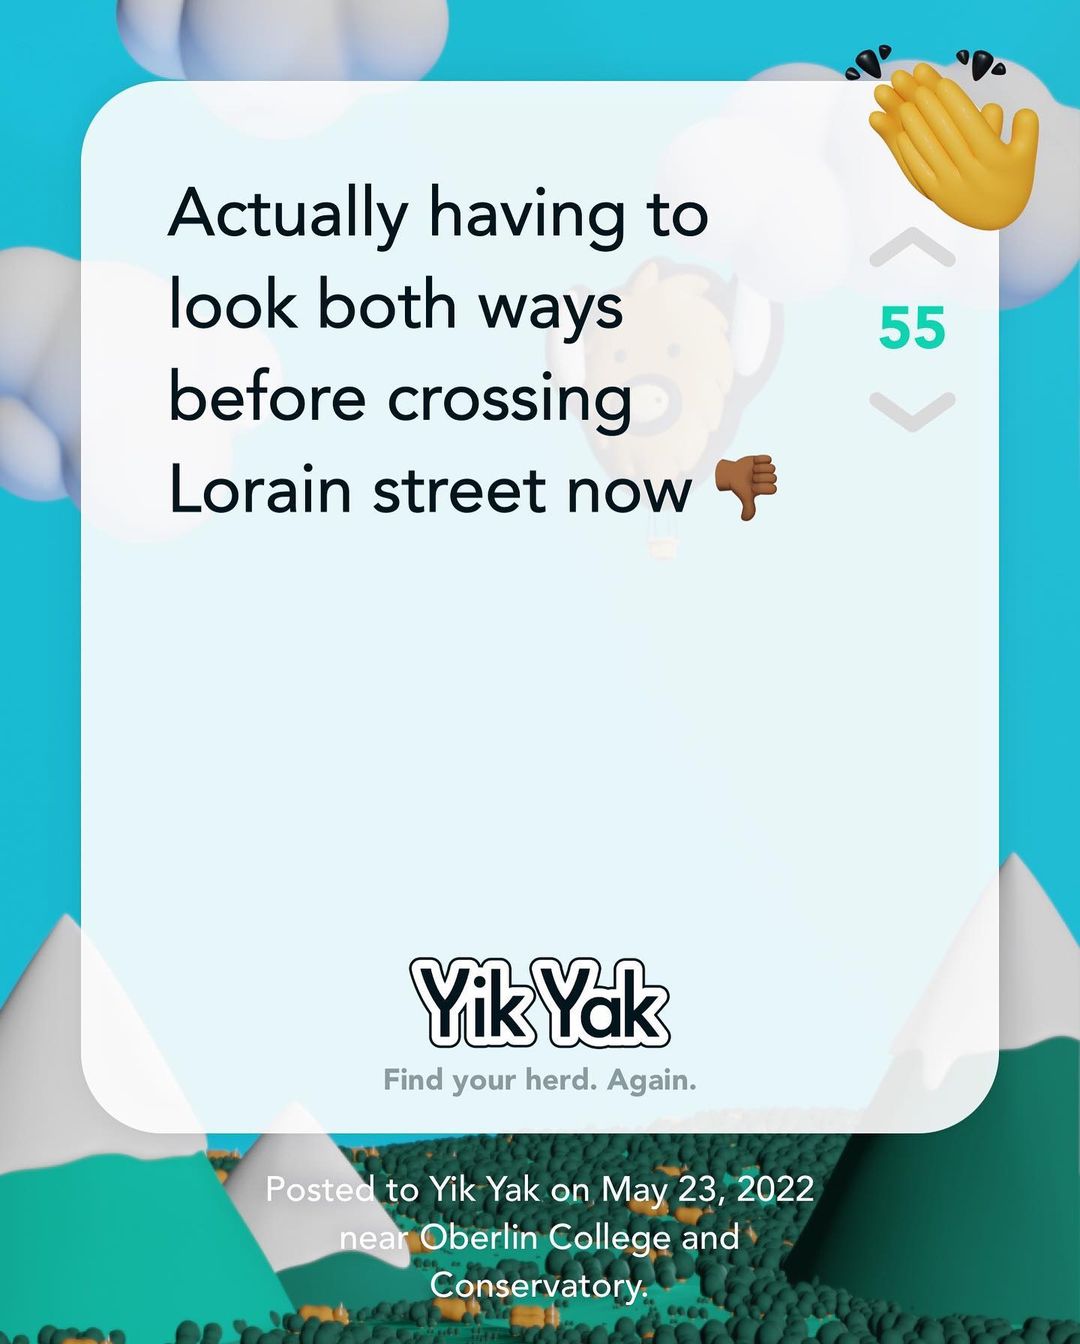 Actually having to
look both ways
before crossing
Lorain street now 👎🏾
55
Yik Yak
Find your herd. Again.
Posted to Yik Yak on May 23, 2022
near Oberlin College and
Conservatory.